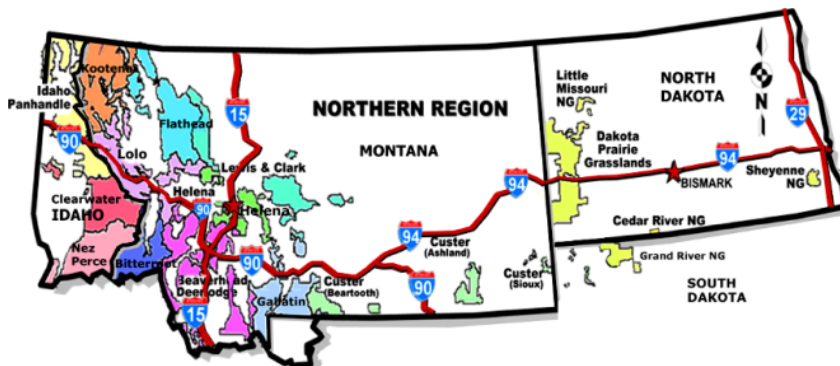 Kootenai
Idaho
Panhandle
90
Lolo
Flathead
15
NORTHERN REGION
MONTANA
Lewis & Clark
Helena
90
Helena
Clearwater
IDAHO
Nez
Perce
Bitterroot
Beaverhead
Deerlodge
15
90
Gallatin
Custer
(Beartooth)
94
Custer
(Ashland)
90
94
Custer
(Sioux)
Little
Missouri
NG
NORTH
DAKOTA
N
29
Dakota
Prairie
Grasslands
94
BISMARK
Sheyenne
NG
Cedar River NG
Grand River NG
SOUTH
DAKOTA